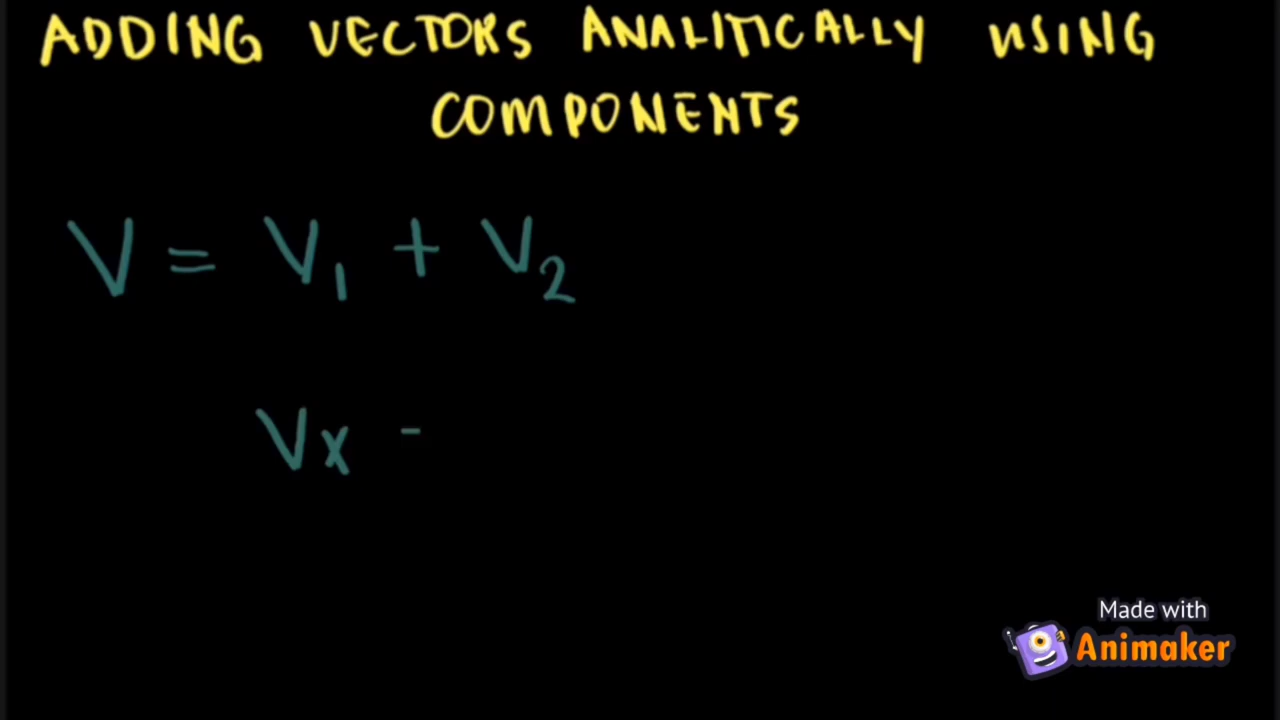 ADDING VECTORS ANALITICALLY USING
COMPONENTS
V = V₁ + V₂
Vx -
Made with
Animaker